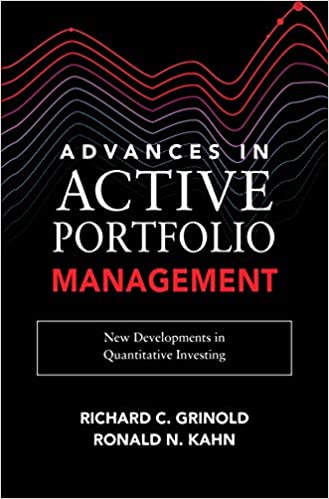 ADVANCES IN
ACTIVE
PORTFOLIO
MANAGEMENT
New Developments in
Quantitative Investing
RICHARD C. GRINOLD
RONALD N. KAHN